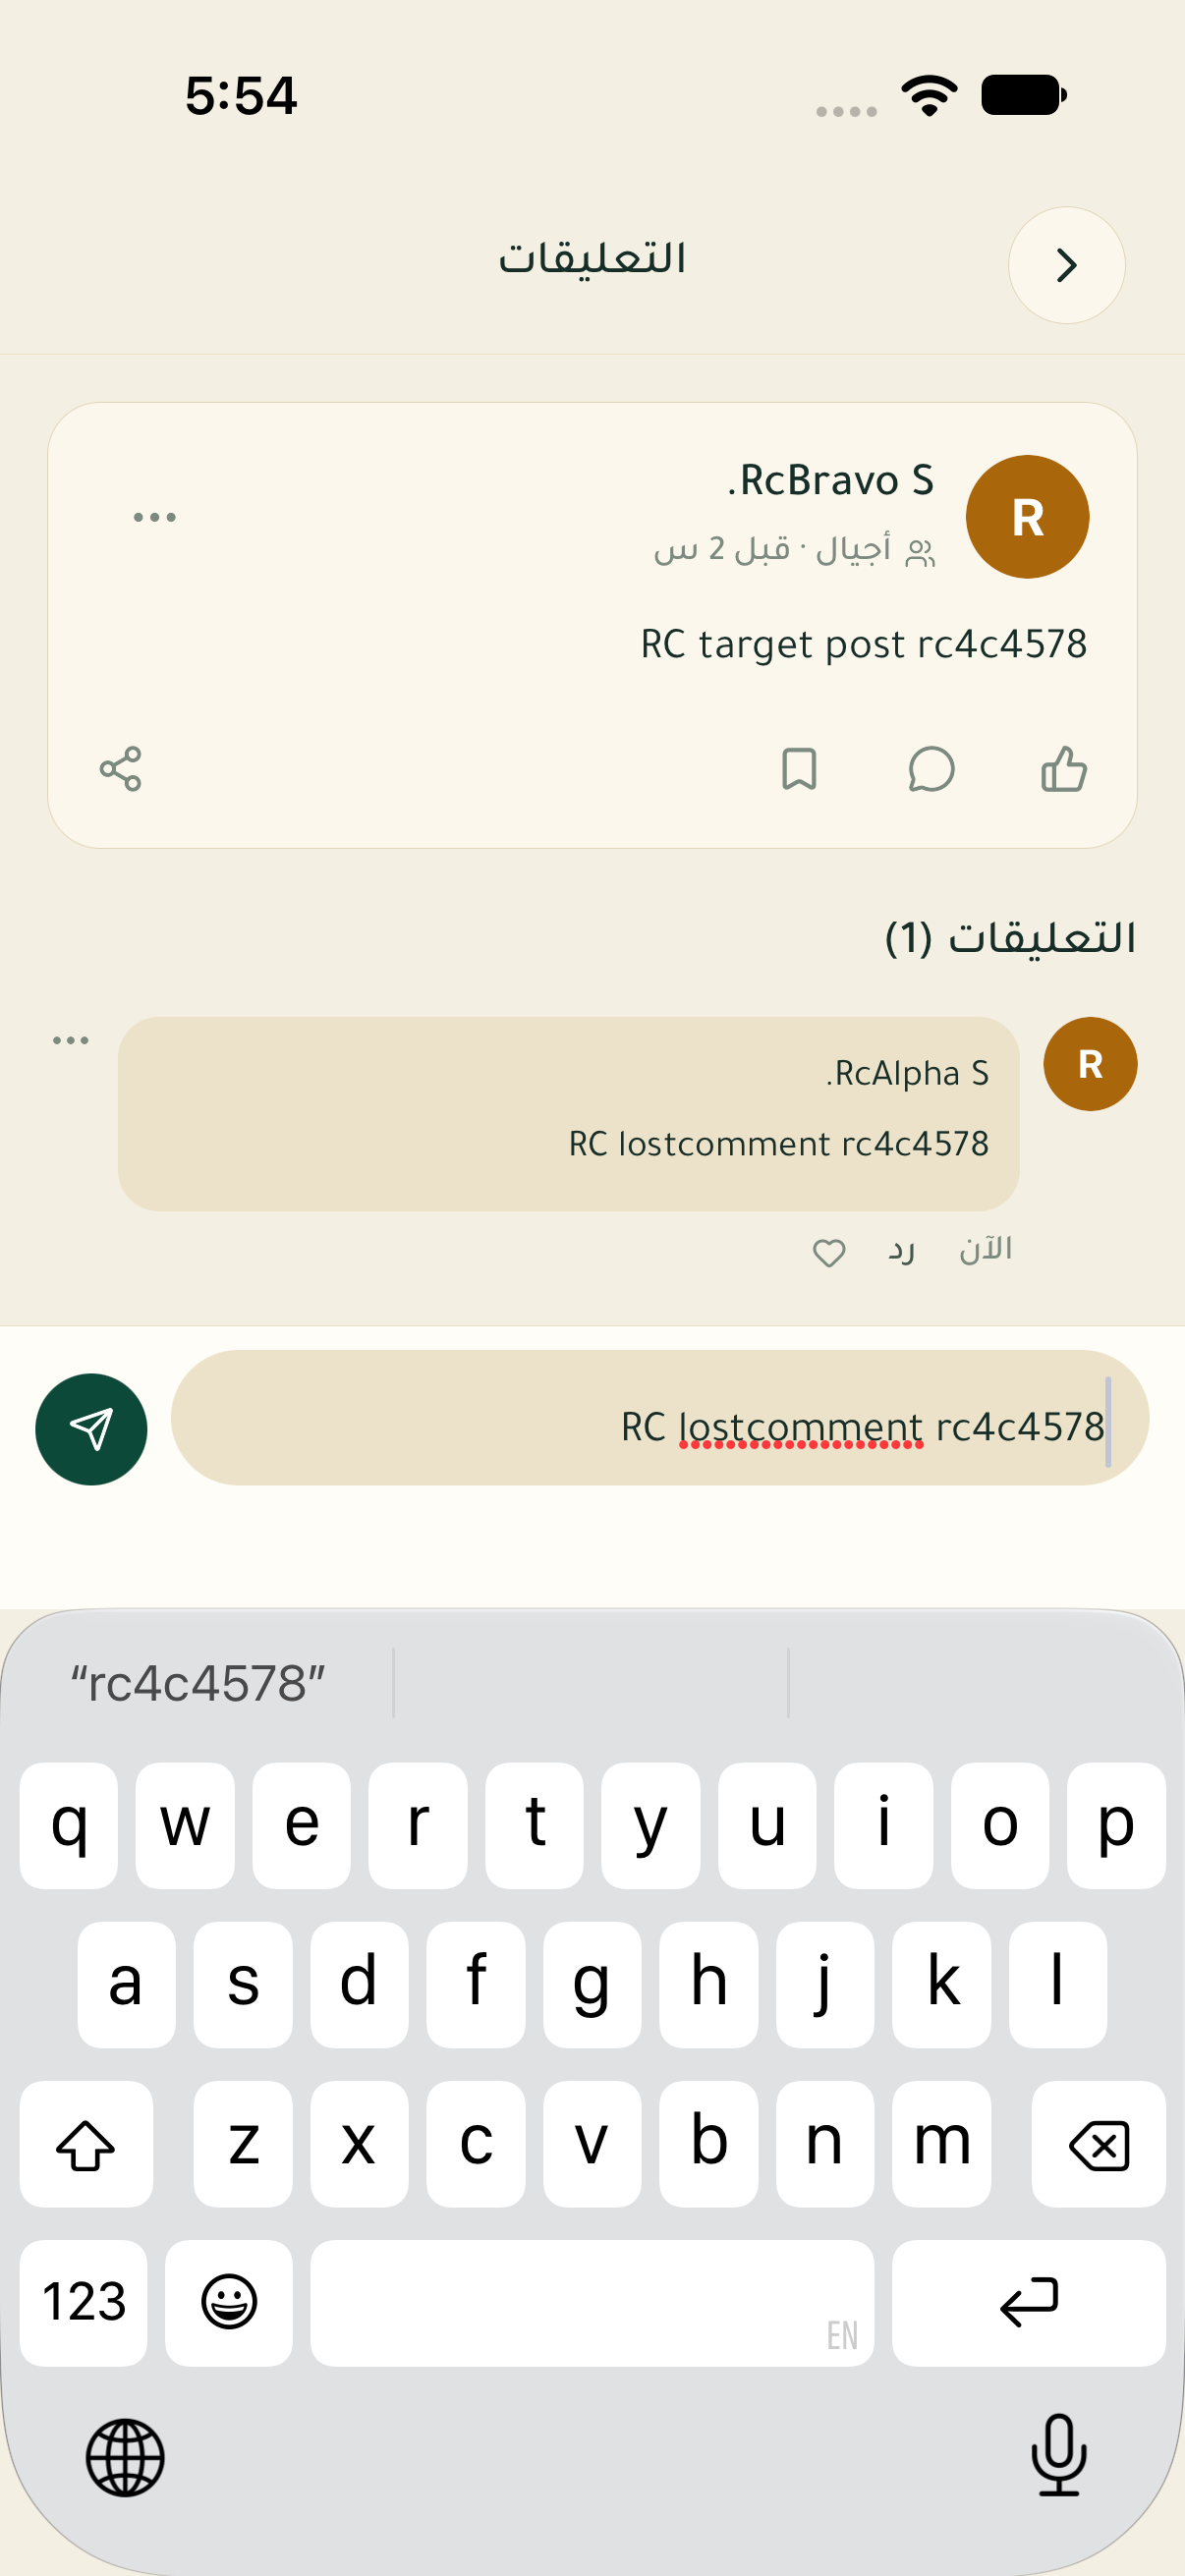 5:54
التعليقات
R
RcBravo S.
أجيال · قبل 2 س
RC target post rc4c4578
التعليقات (1)
R
RcAlpha S.
RC lostcomment rc4c4578
الآن رد
RC lostcomment rc4c4578
“rc4c4578”
q w e r t y u i o p
a s d f g h j k l
z x c v b n m
123 EN